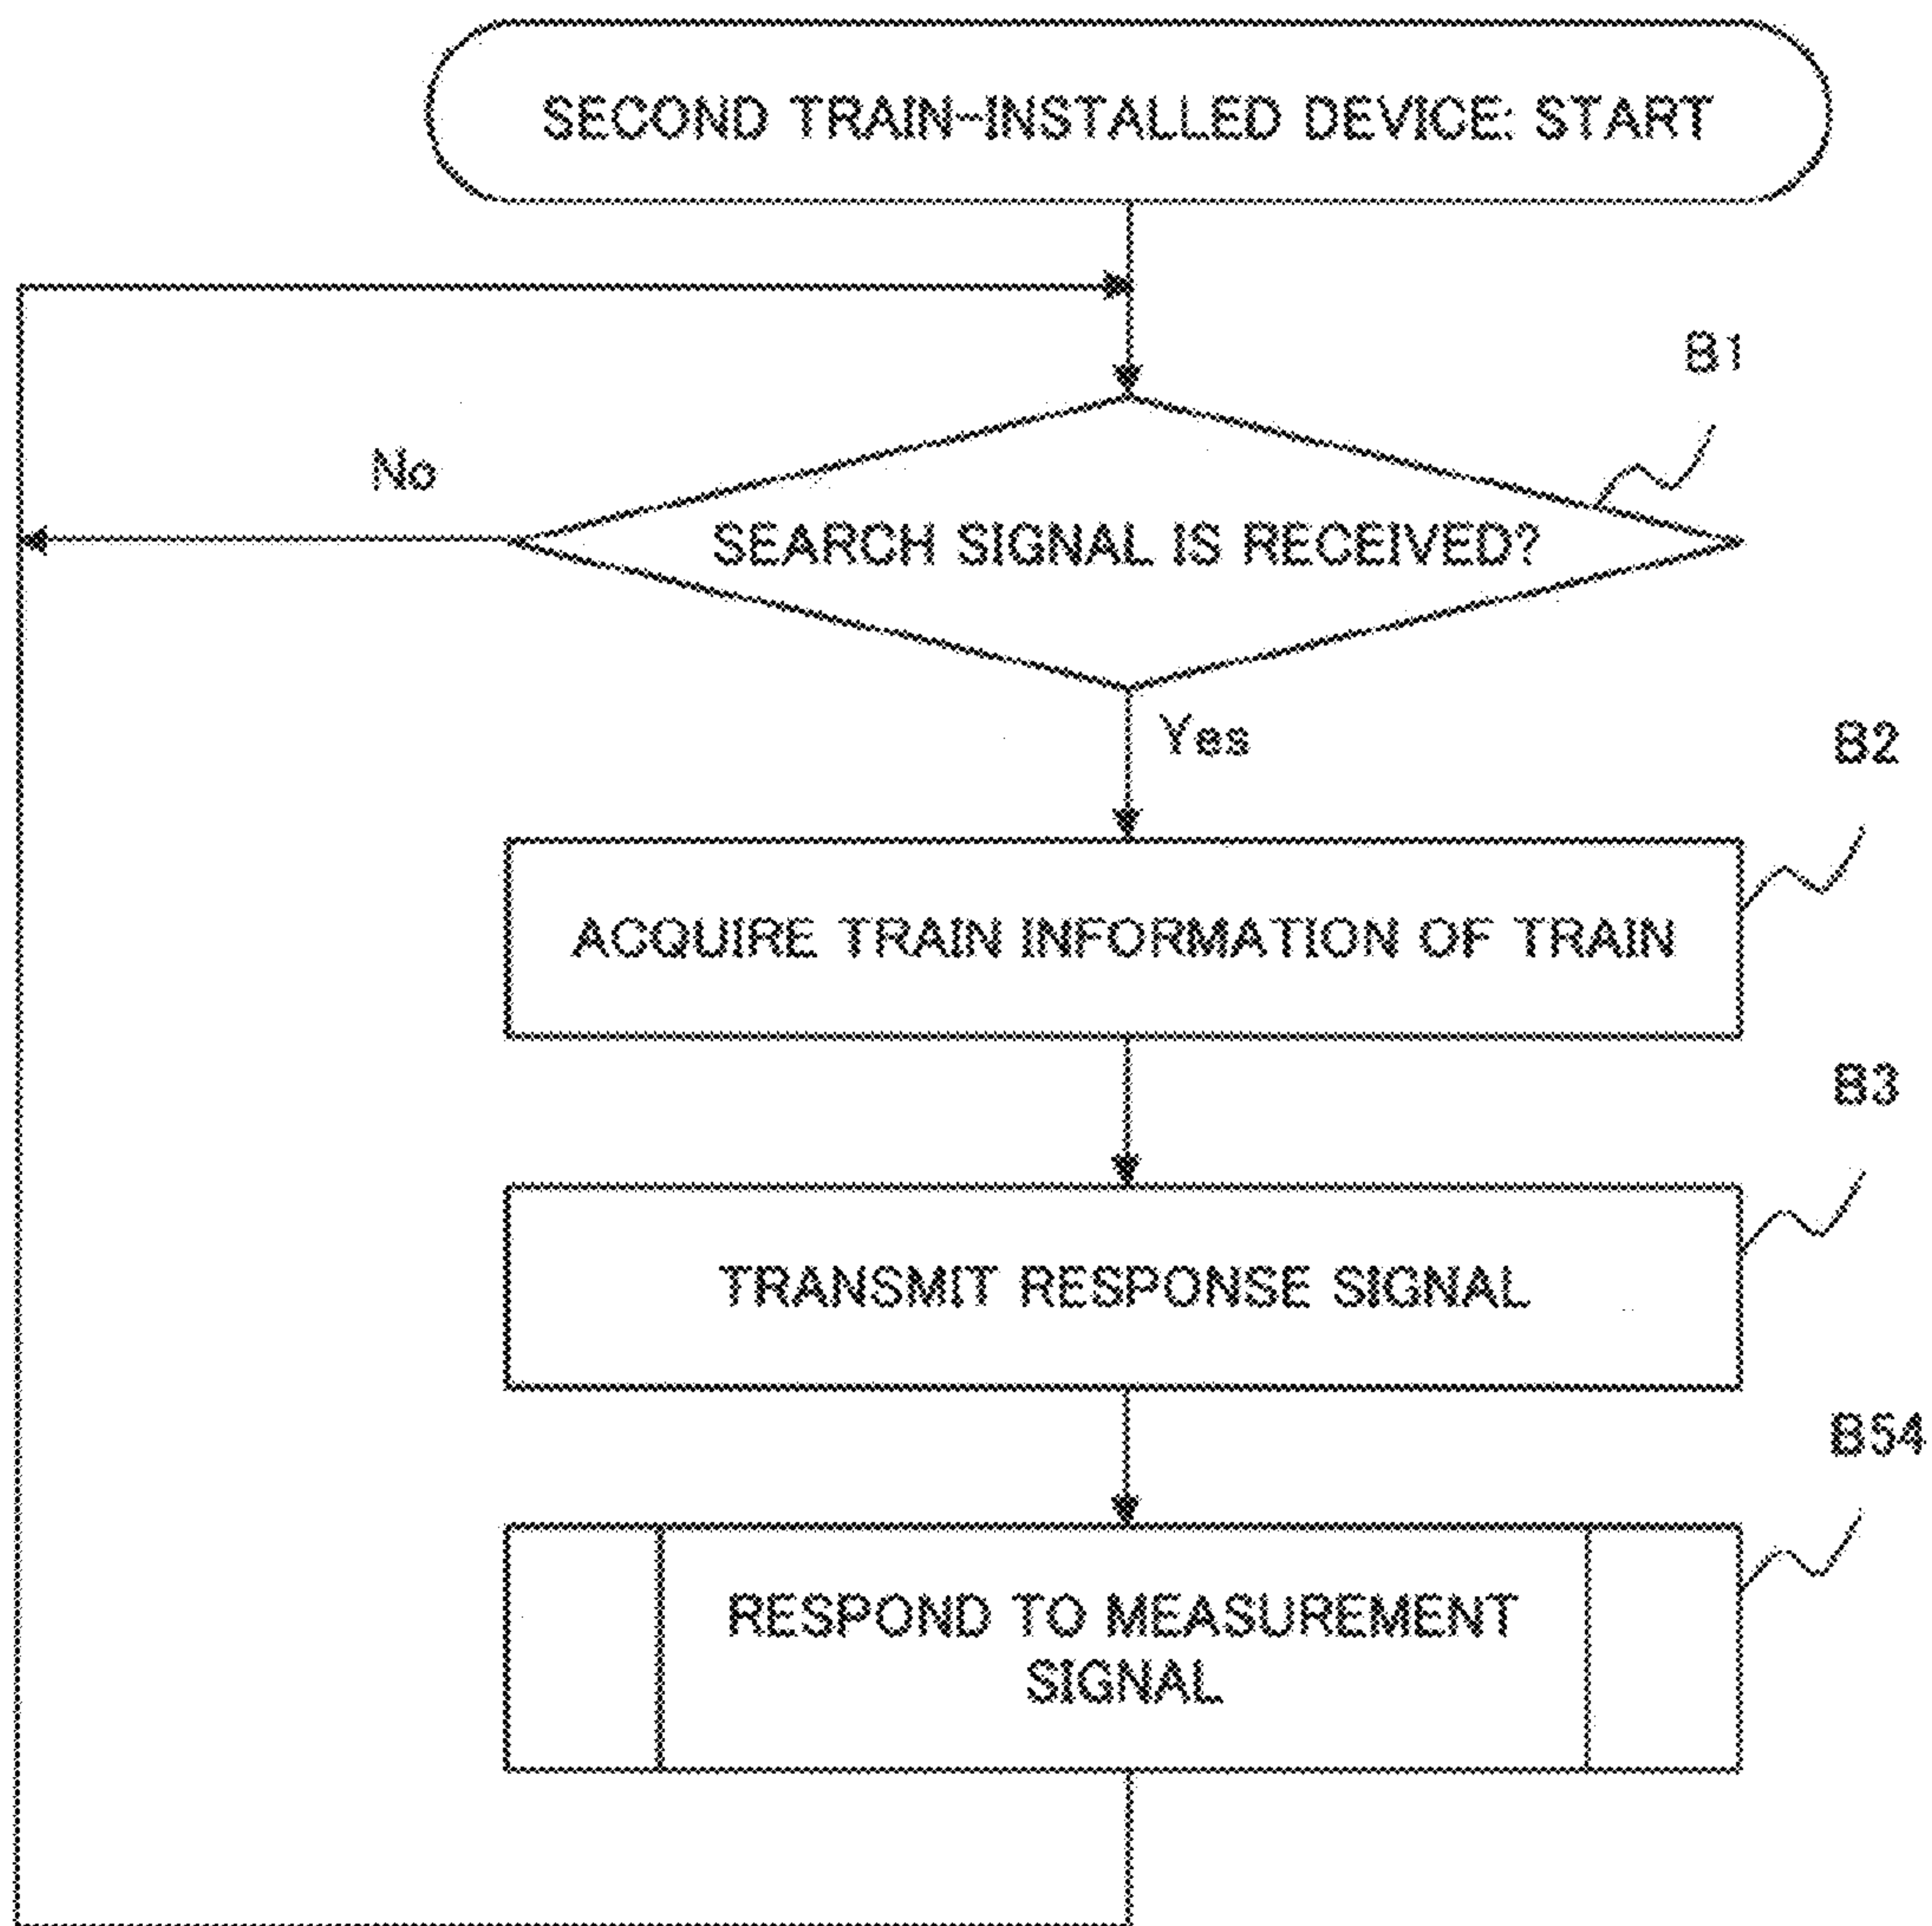 SECOND TRAIN-INSTALLED DEVICE: START
B1
No
SEARCH SIGNAL IS RECEIVED?
Yes
B2
ACQUIRE TRAIN INFORMATION OF TRAIN
B3
TRANSMIT RESPONSE SIGNAL
B54
RESPOND TO MEASUREMENT
SIGNAL